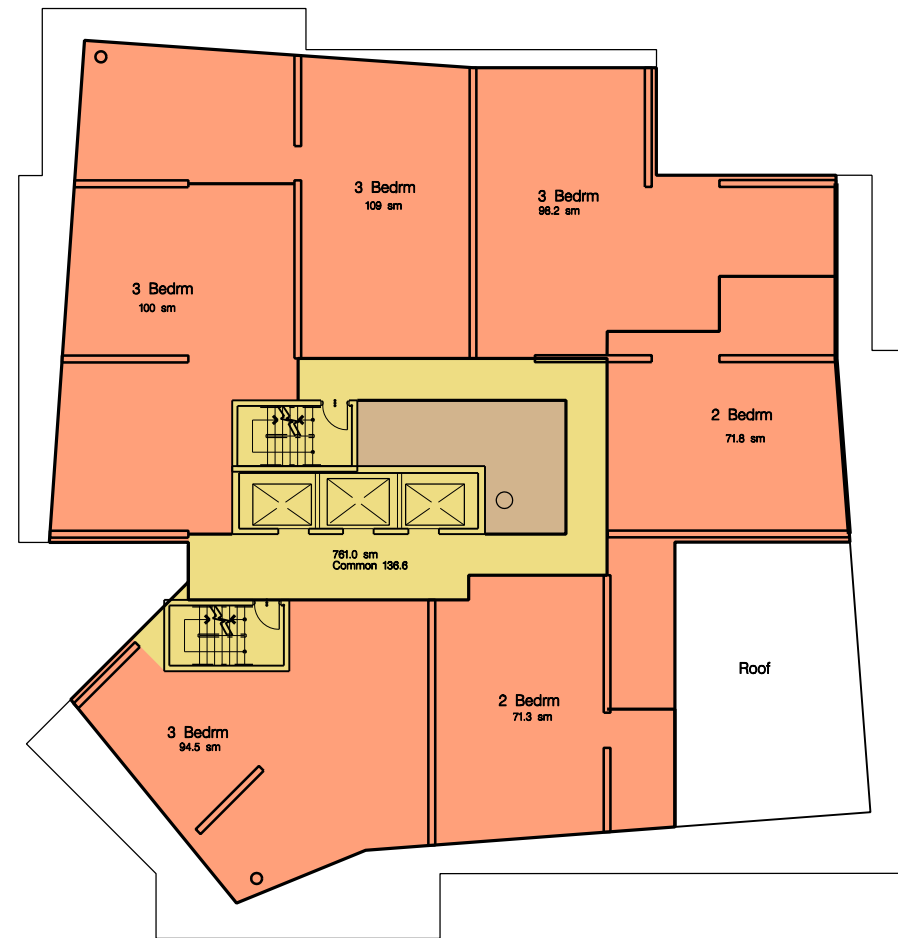 3 Bedrm
109 sm
3 Bedrm
98.2 sm
3 Bedrm
100 sm
2 Bedrm
71.8 sm
761.0 sm
Common 136.6
Roof
2 Bedrm
71.3 sm
3 Bedrm
94.5 sm